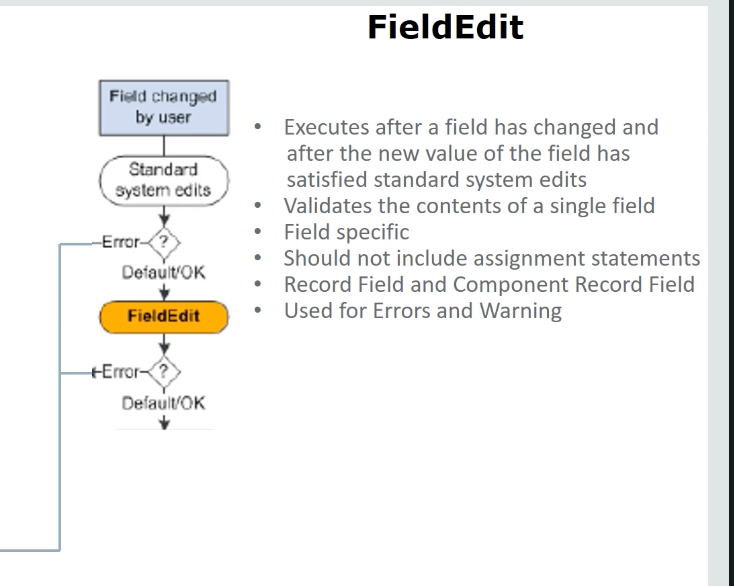 FieldEdit
Field changed
by user
Standard
system edits
Error
?
Default/OK
FieldEdit
Error
?
Default/OK
• Executes after a field has changed and
after the new value of the field has
satisfied standard system edits
• Validates the contents of a single field
• Field specific
• Should not include assignment statements
• Record Field and Component Record Field
• Used for Errors and Warning